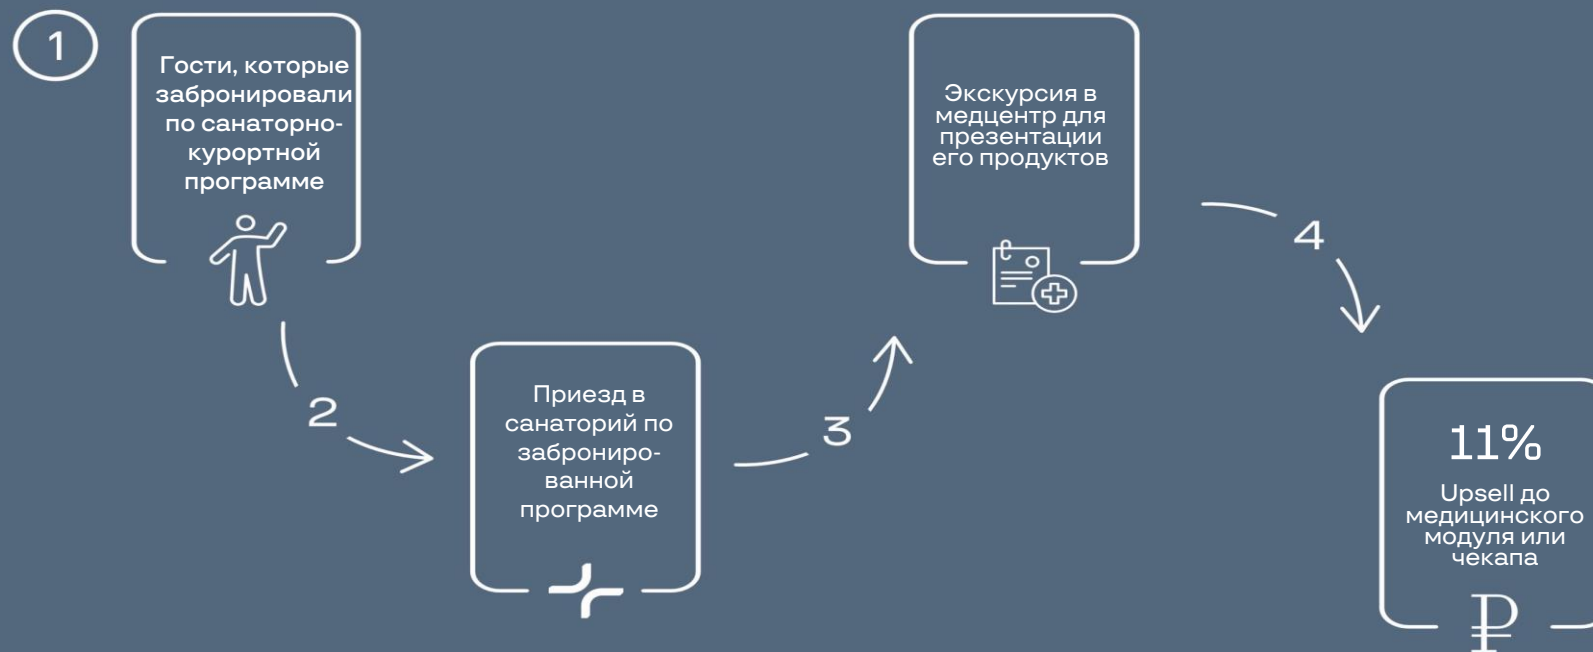 1
Гости, которые
забронировали
по санаторно-
курортной
программе
2
Приезд в
санаторий по
заброниро-
ванной
программе
3
Экскурсия в
медцентр для
презентации
его продуктов
4
11%
Upsell до
медицинского
модуля или
чекапа
₽